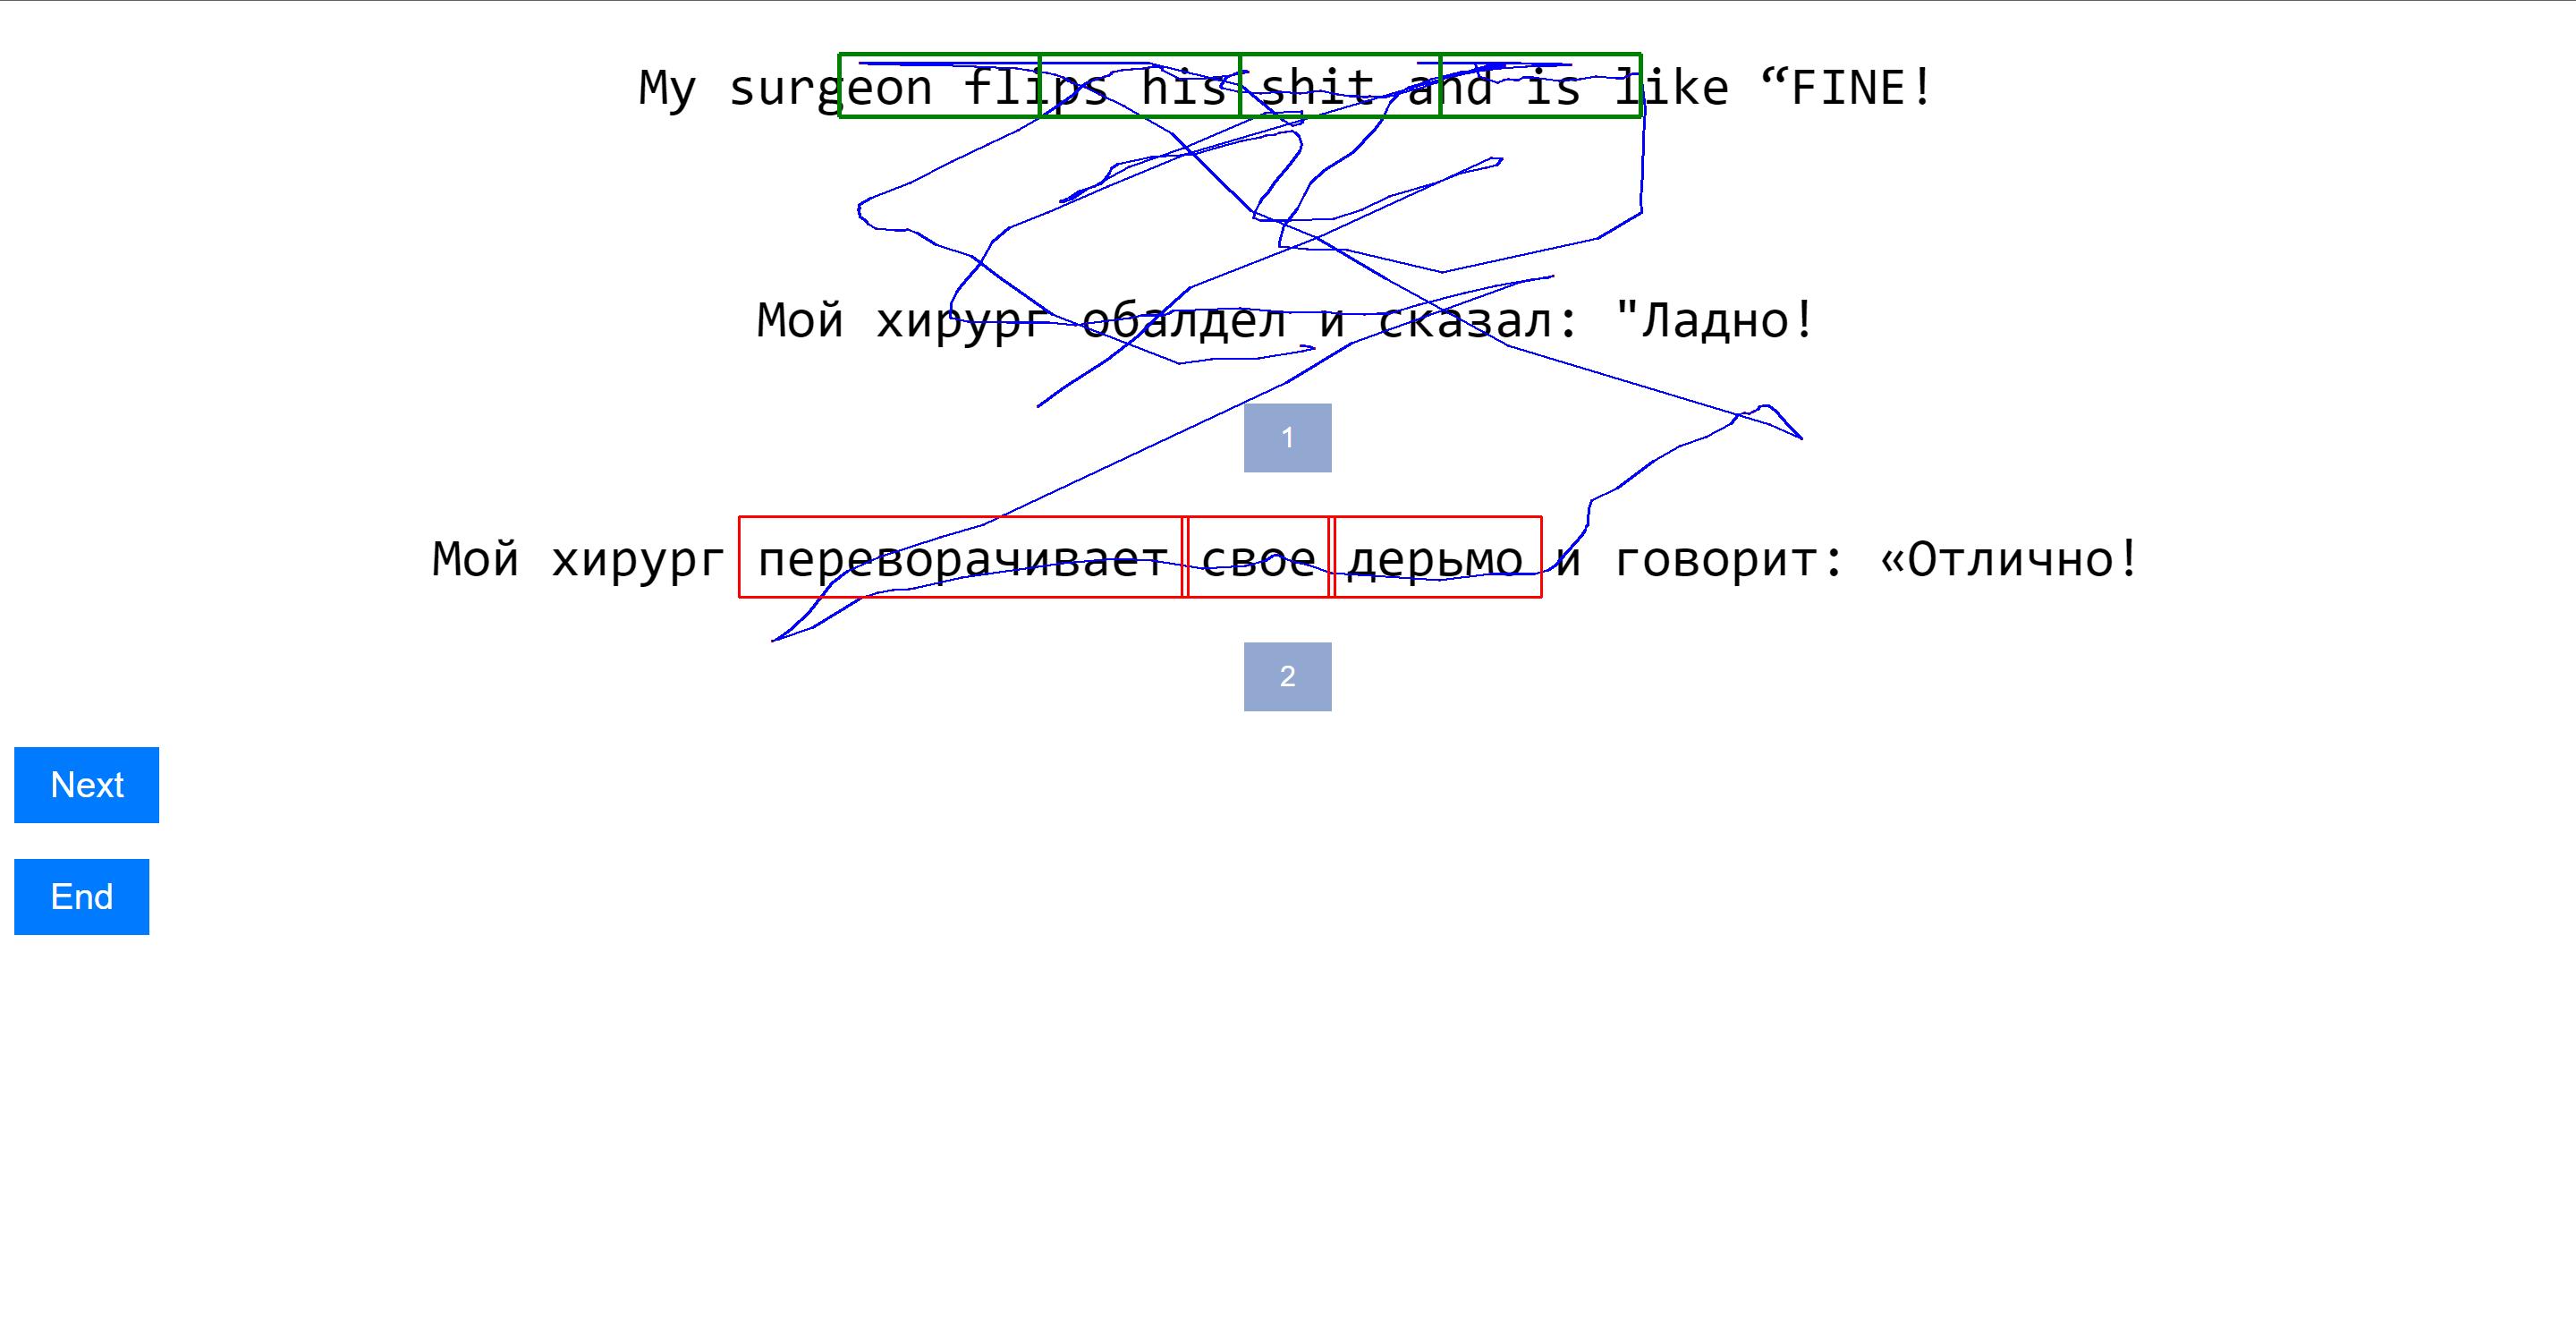 My surgeon flips his shit and is like “FINE!
Мой хирург обалдел и сказал: "Ладно!
1
Мой хирург переворачивает свое дерьмо и говорит: «Отлично!
2
Next
End